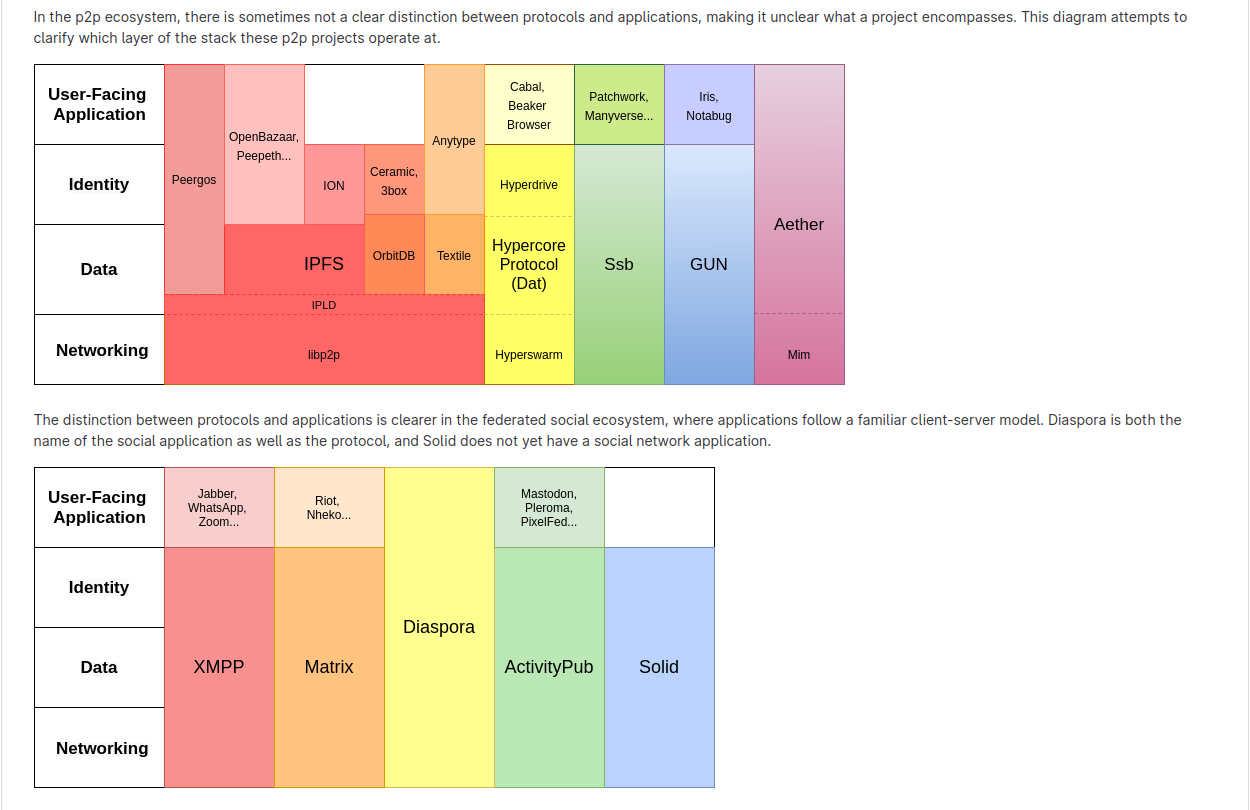 In the p2p ecosystem, there is sometimes not a clear distinction between protocols and applications, making it unclear what a project encompasses. This diagram attempts to
clarify which layer of the stack these p2p projects operate at.
User-Facing
Application
Identity
Data
Networking
Peergos
OpenBazaar,
Peepeth...
ION
Ceramic,
3box
Anytype
IPFS
OrbitDB
Textile
IPLD
libp2p
Cabal,
Beaker
Browser
Hyperdrive
Hypercore
Protocol
(Dat)
Hyperswarm
Patchwork,
Manyverse...
Ssb
Iris,
Notabug
GUN
Aether
Mim
The distinction between protocols and applications is clearer in the federated social ecosystem, where applications follow a familiar client-server model. Diaspora is both the
name of the social application as well as the protocol, and Solid does not yet have a social network application.
User-Facing
Application
Identity
Data
Networking
Jabber,
WhatsApp,
Zoom...
XMPP
Riot,
Nheko...
Matrix
Diaspora
Mastodon,
Pleroma,
PixelFed...
ActivityPub
Solid